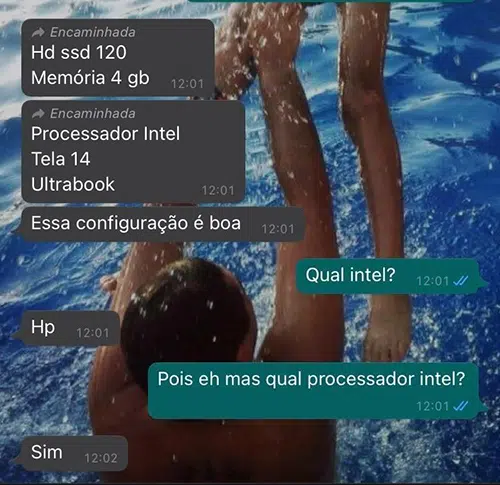 Encaminhada
Hd ssd 120
Memória 4 gb 12:01
Encaminhada
Processador Intel
Tela 14
Ultrabook 12:01
Essa configuração é boa 12:01
Qual intel? 12:01
Hp 12:01
Pois eh mas qual processador intel?
12:01
Sim 12:02